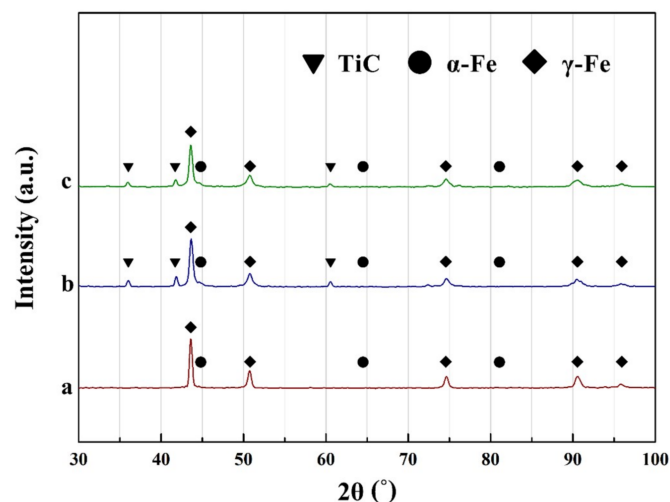 TiC α-Fe γ-Fe
Intensity (a.u.)
c
b
a
30 40 50 60 70 80 90 100
2θ (°)